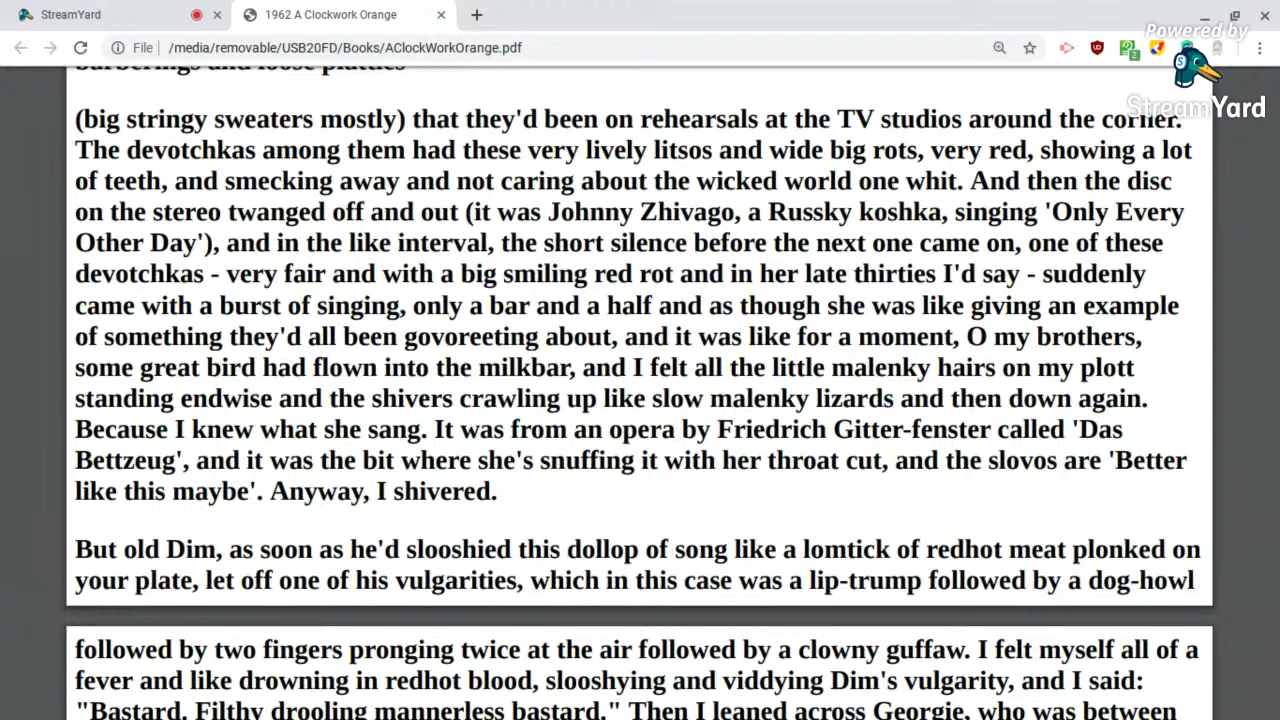 StreamYard
1962 A Clockwork Orange
File
/media/removable/USB20FD/Books/AClockWorkOrange.pdf
2
Powered by
StreamYard
(big stringy sweaters mostly) that they'd been on rehearsals at the TV studios around the corner.
The devotchkas among them had these very lively litsos and wide big rots, very red, showing a lot
of teeth, and smecking away and not caring about the wicked world one whit. And then the disc
on the stereo twanged off and out (it was Johnny Zhivago, a Russky koshka, singing 'Only Every
Other Day'), and in the like interval, the short silence before the next one came on, one of these
devotchkas - very fair and with a big smiling red rot and in her late thirties I'd say - suddenly
came with a burst of singing, only a bar and a half and as though she was like giving an example
of something they'd all been govoreeting about, and it was like for a moment, O my brothers,
some great bird had flown into the milkbar, and I felt all the little malenky hairs on my plott
standing endwise and the shivers crawling up like slow malenky lizards and then down again.
Because I knew what she sang. It was from an opera by Friedrich Gitter-fenster called 'Das
Bettzeug', and it was the bit where she's snuffing it with her throat cut, and the slovos are 'Better
like this maybe'. Anyway, I shivered.
But old Dim, as soon as he'd slooshied this dollop of song like a lomtick of redhot meat plonked on
your plate, let off one of his vulgarities, which in this case was a lip-trump followed by a dog-howl
followed by two fingers pronging twice at the air followed by a clowny guffaw. I felt myself all of a
fever and like drowning in redhot blood, slooshying and viddying Dim's vulgarity, and I said:
"Bastard. Filthy drooling mannerless bastard." Then I leaned across Georgie, who was between